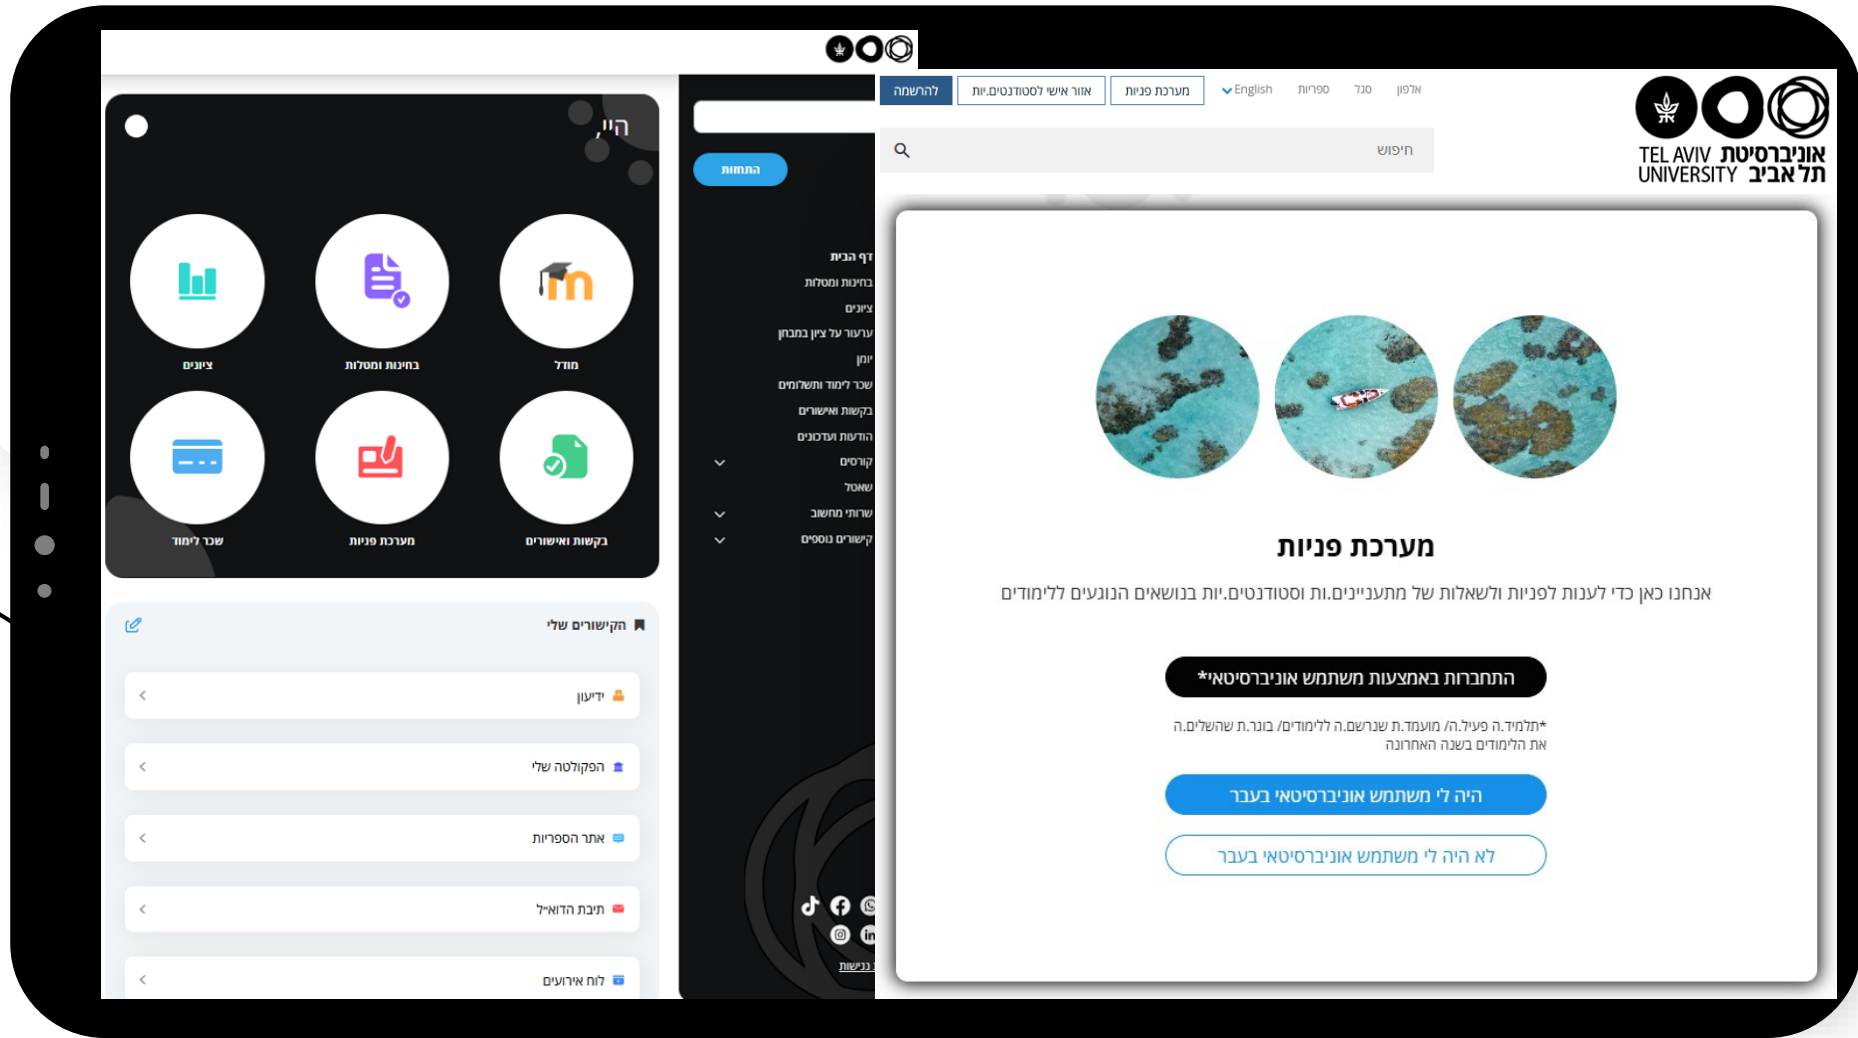 אלפון
סגל
ספריות
English
מערכת פניות
אזור אישי לסטודנטים.יות
להרשמה
חיפוש
אוניברסיטת TEL AVIV
תל אביב UNIVERSITY
מערכת פניות
אנחנו כאן כדי לענות לפניות ולשאלות של מתעניינים.ות וסטודנטים.יות בנושאים הנוגעים ללימודים
התחברות באמצעות משתמש אוניברסיטאי*
*תלמיד.ה פעיל.ה/ מועמד.ת שנרשם.ה ללימודים/ בוגר.ת שהשלים.ה
את הלימודים בשנה האחרונה
היה לי משתמש אוניברסיטאי בעבר
לא היה לי משתמש אוניברסיטאי בעבר
התחזות
דף הבית
בחינות ומטלות
ציונים
ערעור על ציון במבחן
יומן
שכר לימוד ותשלומים
בקשות ואישורים
הודעות ועדכונים
קורסים
שאטל
שרותי מחשוב
קישורים נוספים
נגישות
היי,
מודל
בחינות ומטלות
ציונים
בקשות ואישורים
מערכת פניות
שכר לימוד
הקישורים שלי
ידיעון
הפקולטה שלי
אתר הספריות
תיבת הדוא״ל
לוח אירועים